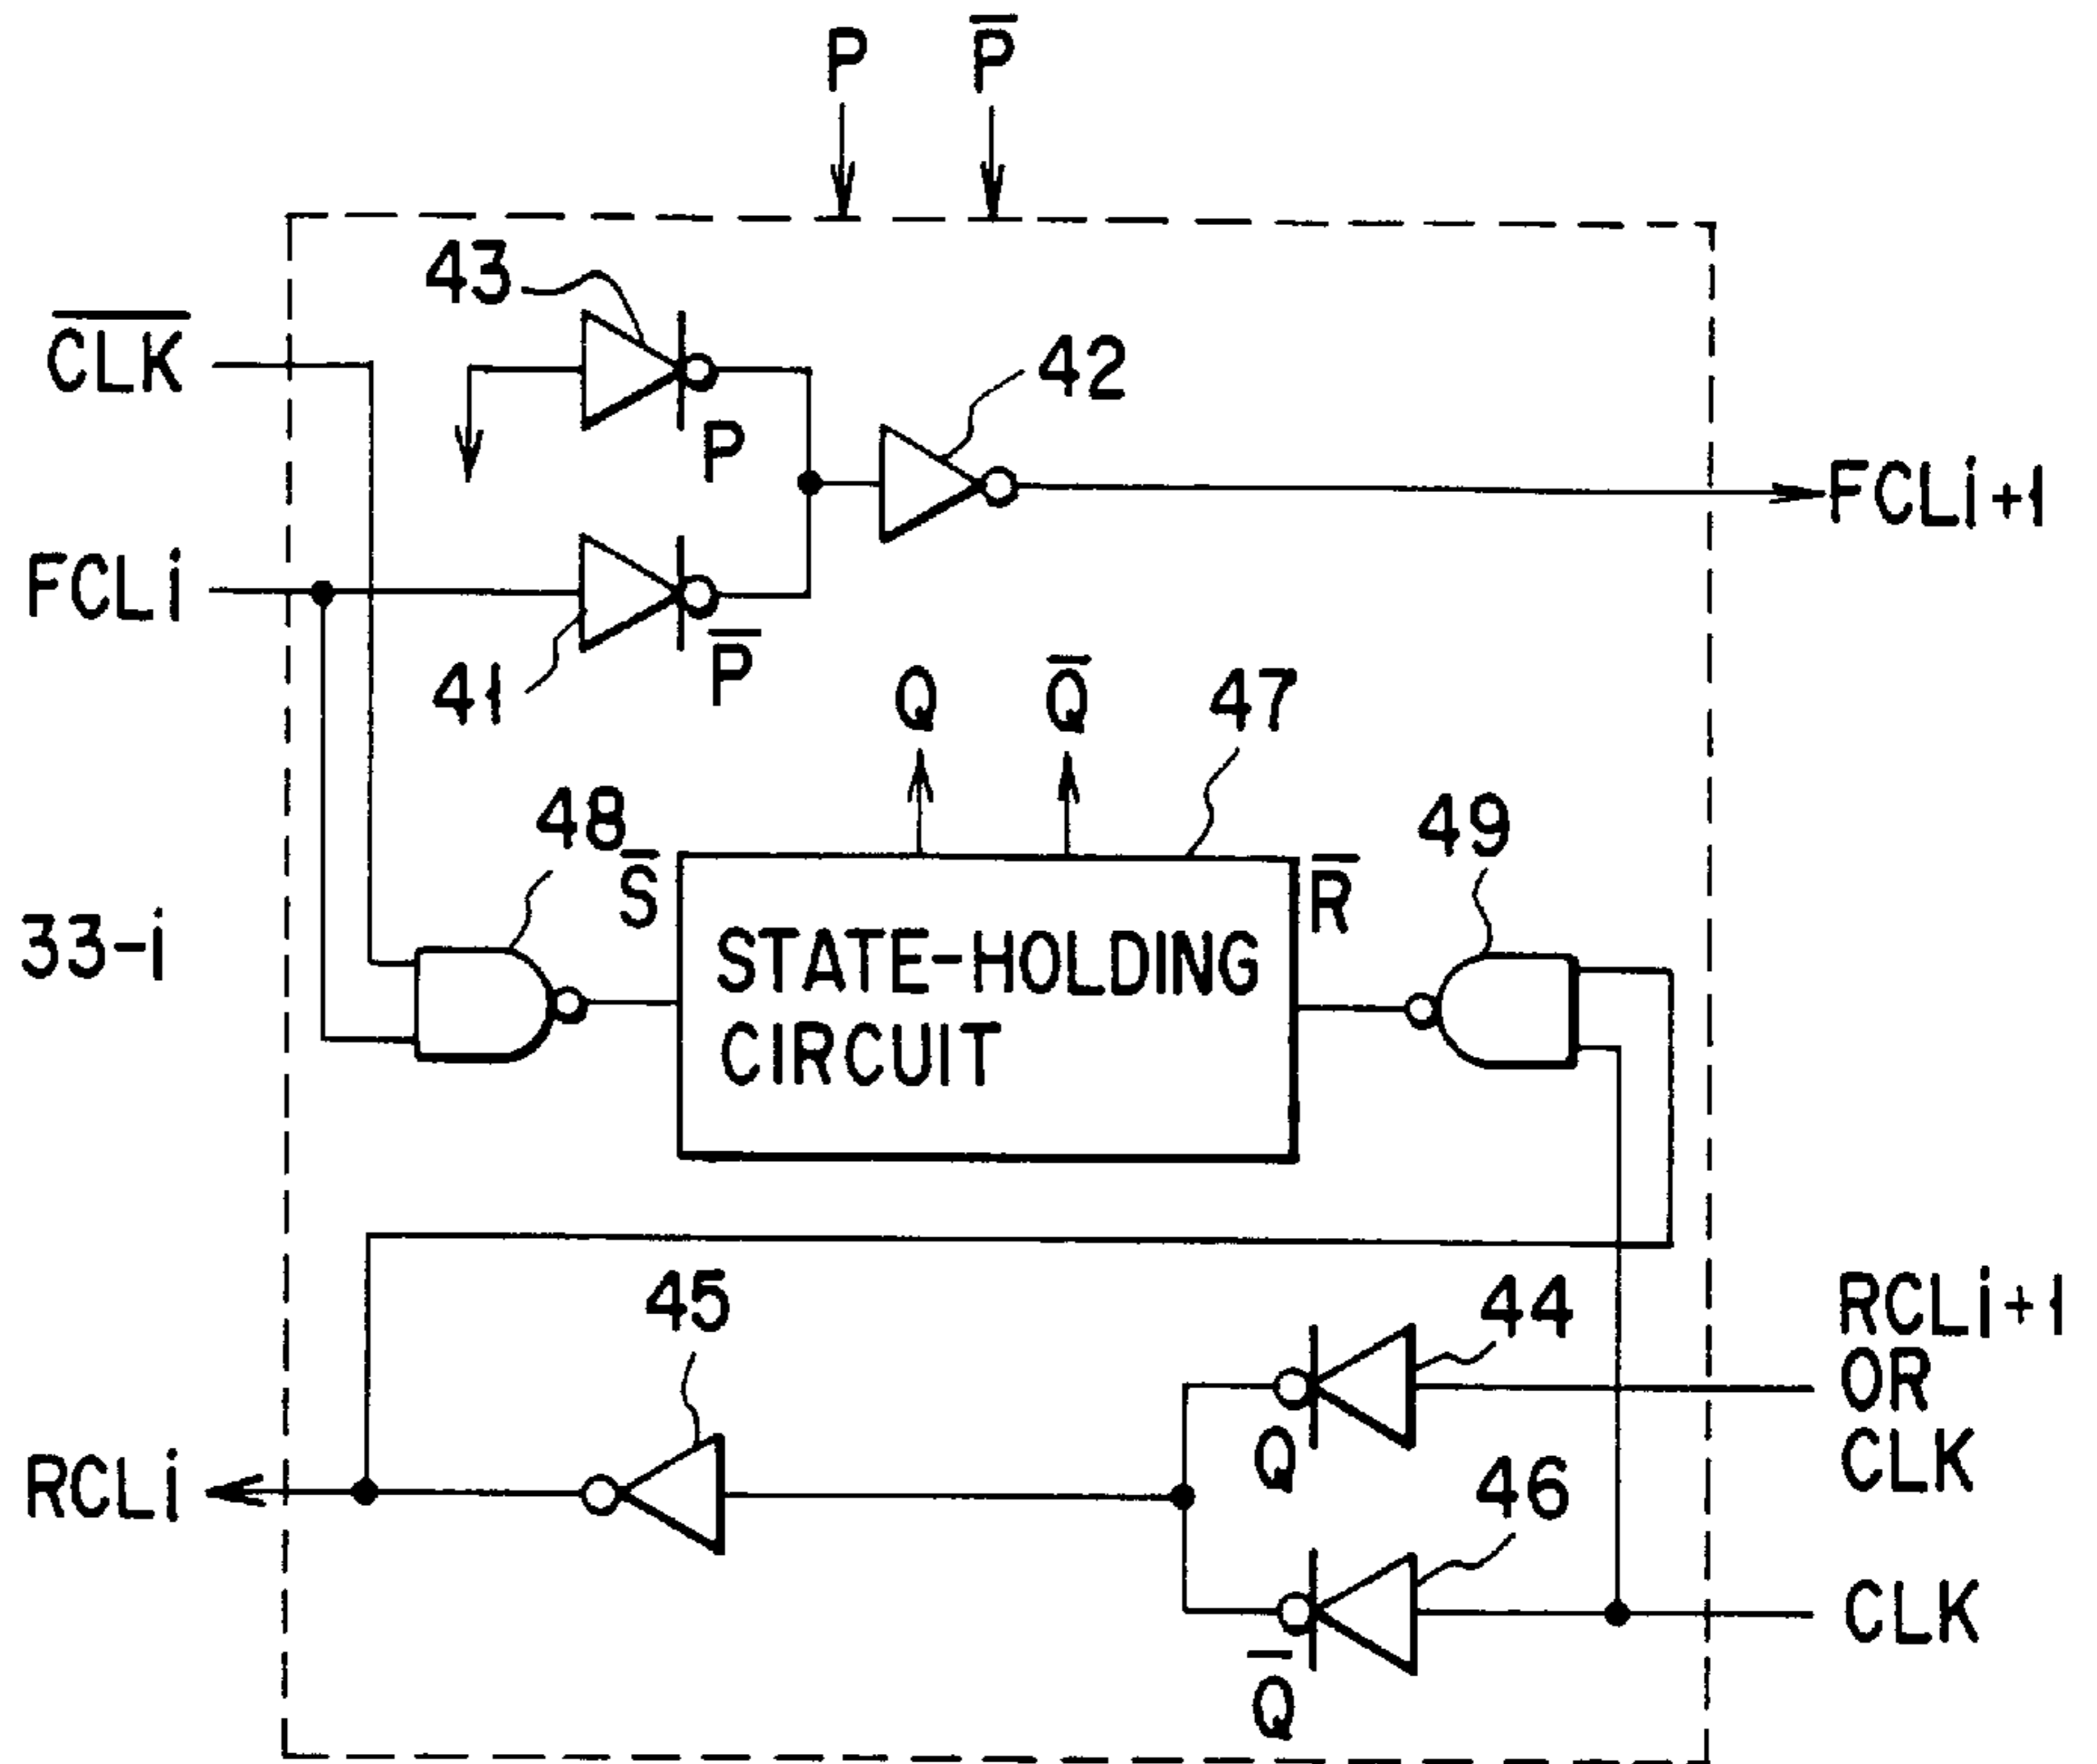 P P̅
43
C̅L̅K̅
42
P
FCLi+1
FCLi
41
P̅
Q Q̅ 47
48
49
S̅
R̅
33-i
STATE-HOLDING
CIRCUIT
45
44
RCLi+1
OR
CLK
Q
46
RCLi
CLK
Q̅